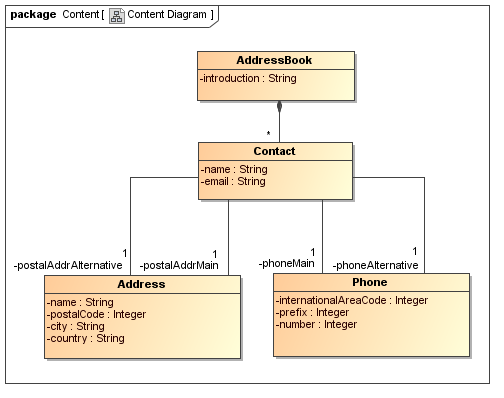 package Content [ Content Diagram ]
AddressBook
-introduction : String
*
Contact
-name : String
-email : String
1 1 1 1
-postalAddrAlternative -postalAddrMain -phoneMain -phoneAlternative
Address
-name : String
-postalCode : Integer
-city : String
-country : String
Phone
-internationalAreaCode : Integer
-prefix : Integer
-number : Integer